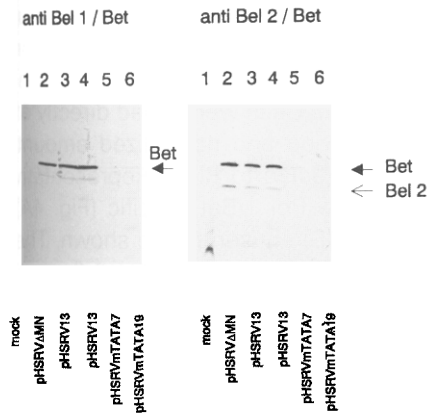 anti Bel 1 / Bet
anti Bel 2 / Bet
1 2 3 4 5 6
1 2 3 4 5 6
Bet
Bet
Bel 2
mock
pHSRVΔMN
pHSRV13
pHSRV13
pHSRVmTATA7
pHSRVmTATA19
mock
pHSRVΔMN
pHSRV13
pHSRV13
pHSRVmTATA7
pHSRVmTATA19